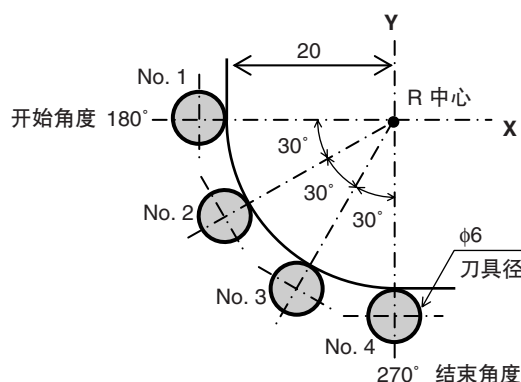 Y
20
No. 1
R 中心
开始角度 180°
X
30°
30°
30°
No. 2
φ6
刀具径
No. 3
No. 4
270° 结束角度